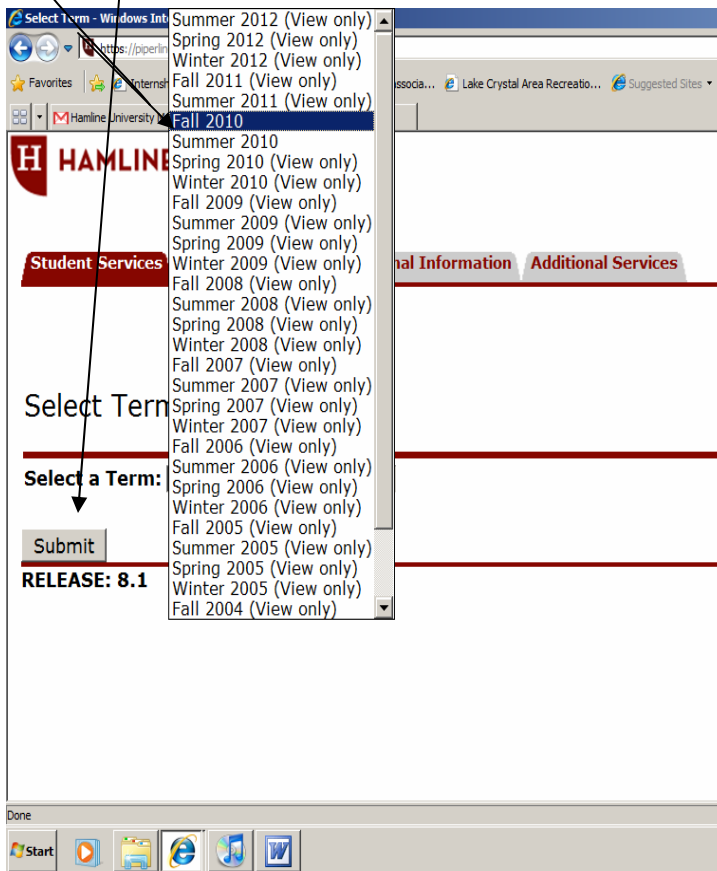 Select Term - Windows Int
https://piperlin
Favorites Internsh ssocia... Lake Crystal Area Recreatio... Suggested Sites
Hamline University M
HAMLINE
Student Services nal Information Additional Services
Select Term
Select a Term:
Summer 2012 (View only)
Spring 2012 (View only)
Winter 2012 (View only)
Fall 2011 (View only)
Summer 2011 (View only)
Fall 2010
Summer 2010
Spring 2010 (View only)
Winter 2010 (View only)
Fall 2009 (View only)
Summer 2009 (View only)
Spring 2009 (View only)
Winter 2009 (View only)
Fall 2008 (View only)
Summer 2008 (View only)
Spring 2008 (View only)
Winter 2008 (View only)
Fall 2007 (View only)
Summer 2007 (View only)
Spring 2007 (View only)
Winter 2007 (View only)
Fall 2006 (View only)
Summer 2006 (View only)
Spring 2006 (View only)
Winter 2006 (View only)
Fall 2005 (View only)
Summer 2005 (View only)
Spring 2005 (View only)
Winter 2005 (View only)
Fall 2004 (View only)
Submit
RELEASE: 8.1
Done
Start